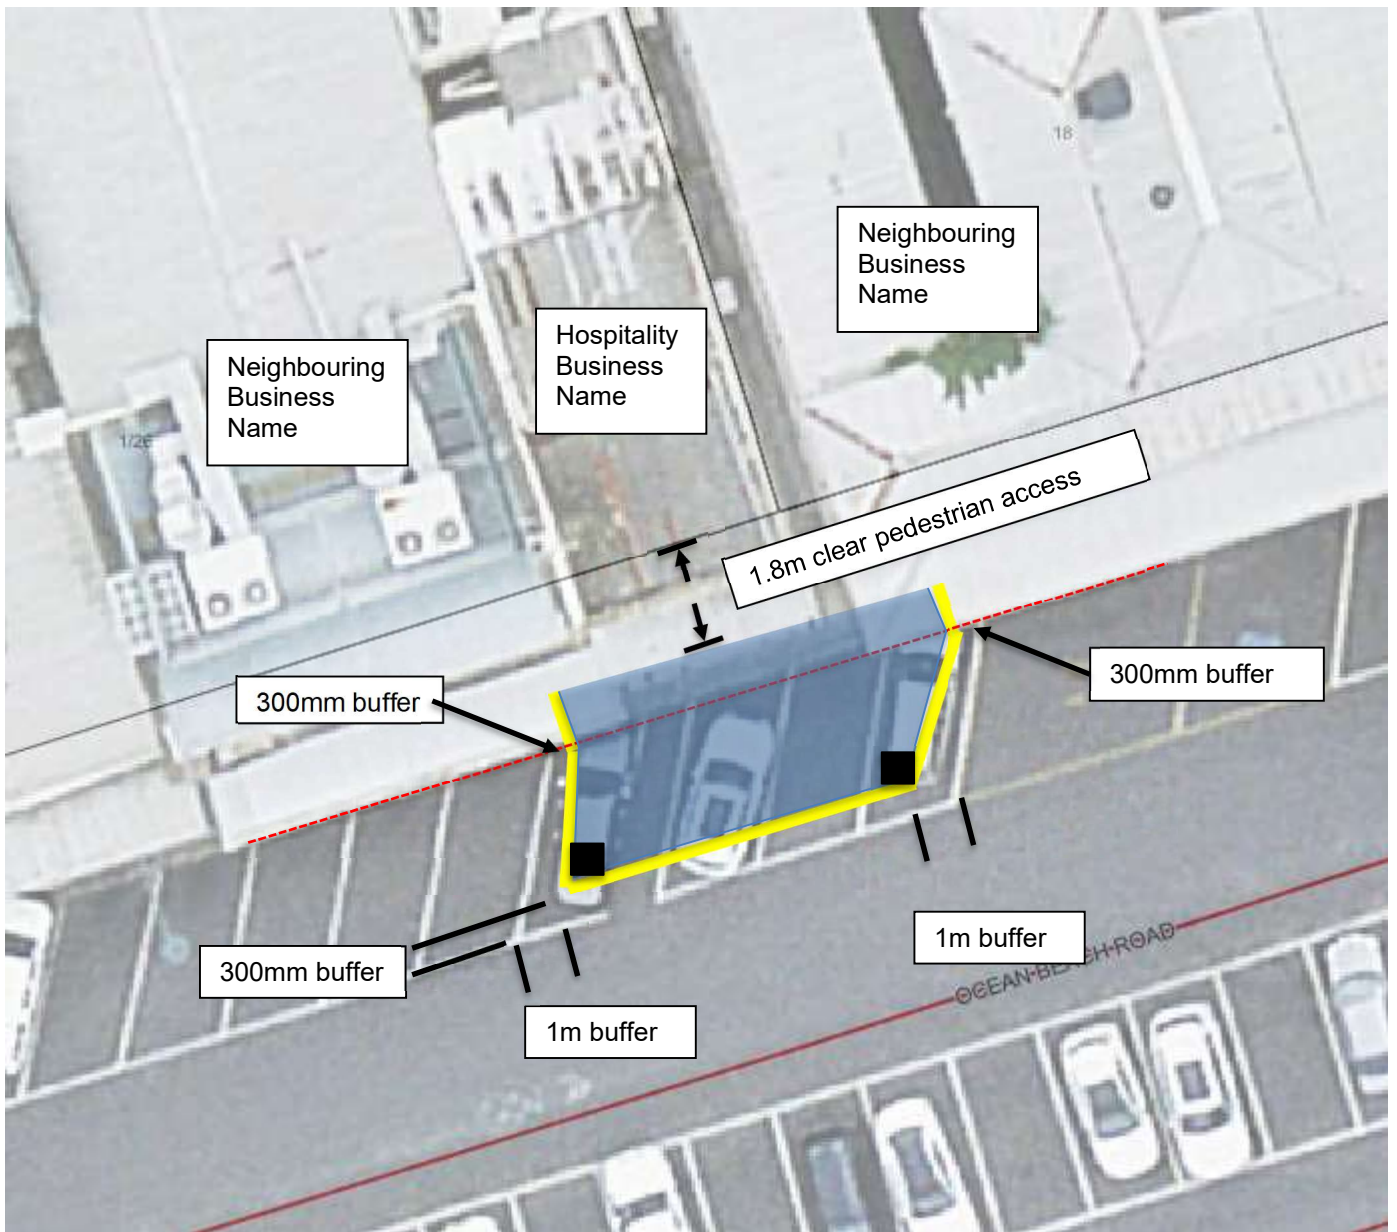 18
Neighbouring
Business
Name
Hospitality
Business
Name
Neighbouring
Business
Name
1/26
1.8m clear pedestrian access
300mm buffer
300mm buffer
1m buffer
OCEAN BEACH ROAD
300mm buffer
1m buffer